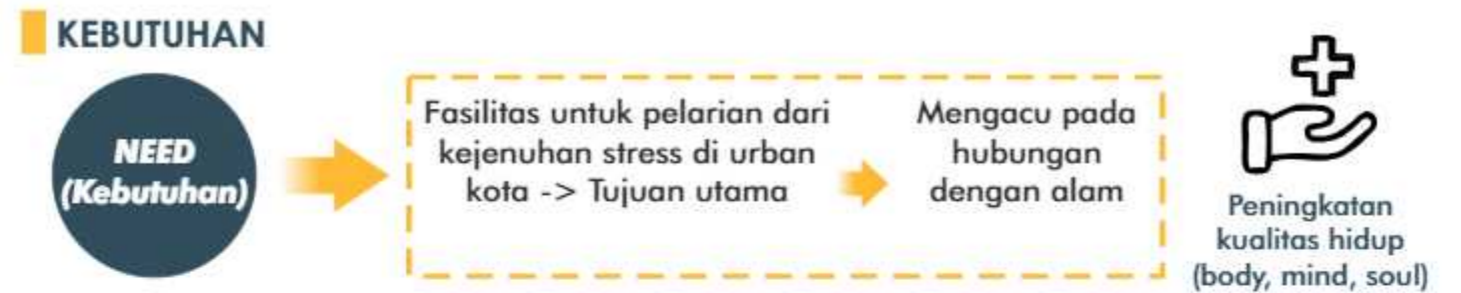 KEBUTUHAN
NEED
(Kebutuhan)
Fasilitas untuk pelarian dari
kejenuhan stress di urban
kota -> Tujuan utama
Mengacu pada
hubungan
dengan alam
Peningkatan
kualitas hidup
(body, mind, soul)